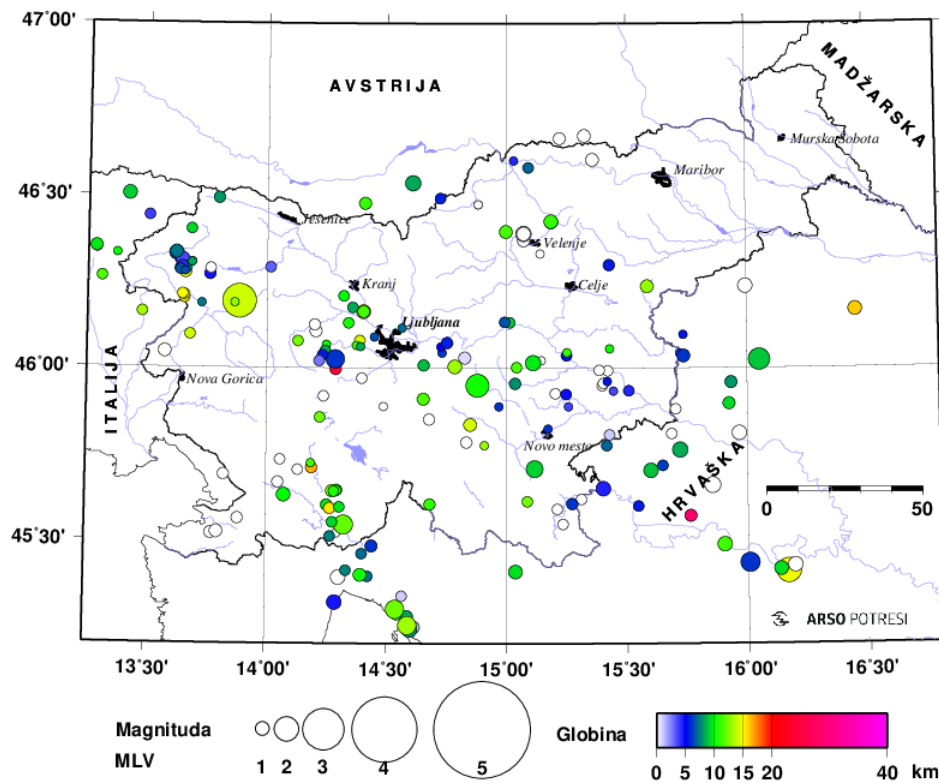 47˚00'
AVSTRIJA
MADŽARSKA
Murska Sobota
Maribor
46˚30'
Jesenice
Velenje
Kranj
Celje
Ljubljana
46˚00'
Nova Gorica
ITALIJA
Novo mesto
HRVAŠKA
0 50
45˚30'
ARSO POTRESI
13˚30' 14˚00' 14˚30' 15˚00' 15˚30' 16˚00' 16˚30'
Magnituda
MLV
1 2 3 4 5
Globina
0 5 10 15 20 40 km